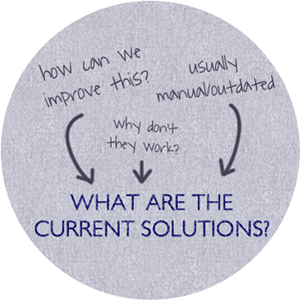 how can we
improve this?
usually
manual/outdated
why don't
they work?
WHAT ARE THE
CURRENT SOLUTIONS?